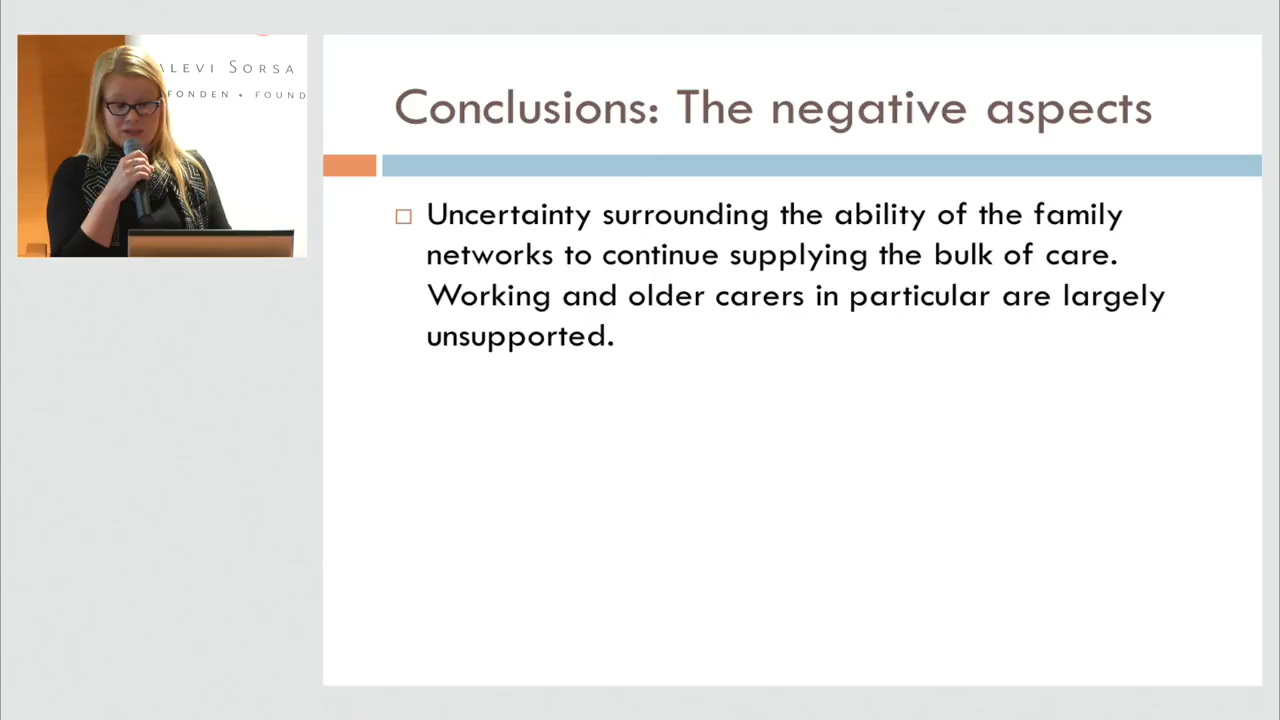 ALEVI SORSA
FONDEN • FOUND
Conclusions: The negative aspects
Uncertainty surrounding the ability of the family
networks to continue supplying the bulk of care.
Working and older carers in particular are largely
unsupported.